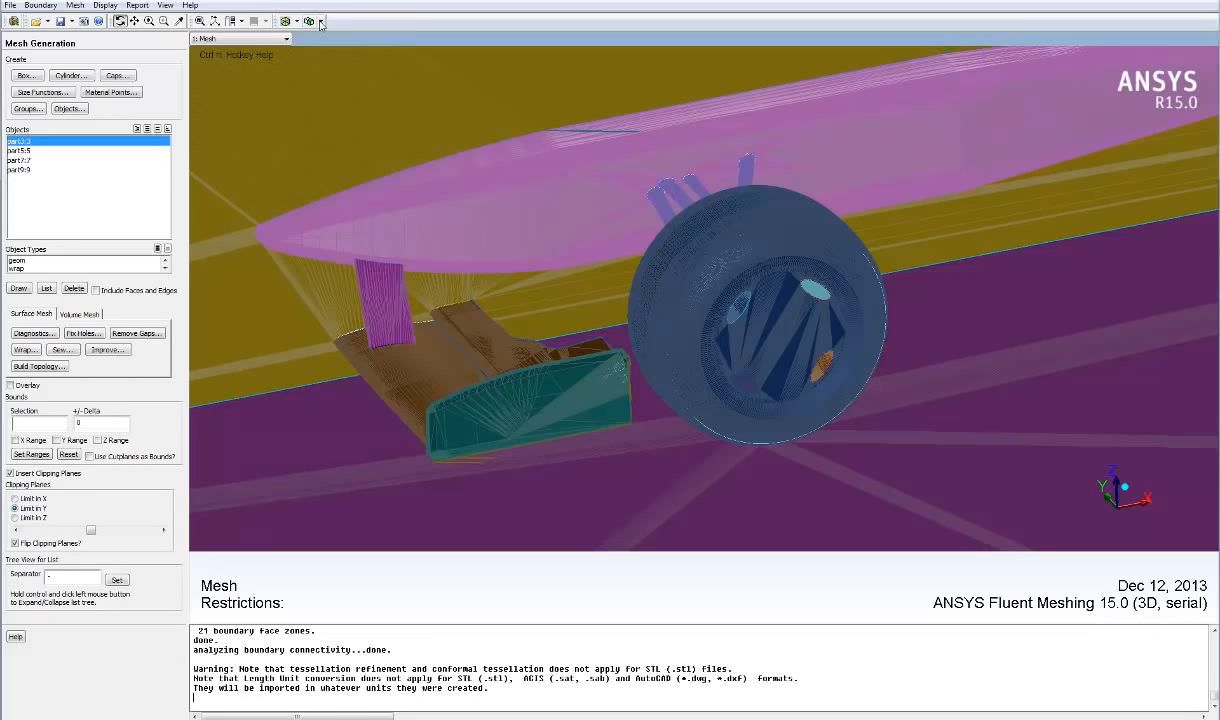 File Boundary Mesh Display Report View Help
Mesh Generation
Create
Box... Cylinder... Caps...
Size Functions... Material Points...
Groups... Objects...
Objects
part3:3
part5:5
part7:7
part9:9
Object Types
geom
wrap
Draw List Delete Include Faces and Edges
Surface Mesh Volume Mesh
Diagnostics... Fix Holes... Remove Gaps...
Wrap... Sew... Improve...
Build Topology...
Overlay
Bounds
Selection +/- Delta
0
X Range Y Range Z Range
Set Ranges Reset Use Cutplanes as Bounds?
Insert Clipping Planes
Clipping Planes
Limit in X
Limit in Y
Limit in Z
Flip Clipping Planes?
Tree View for List
Separator - Set
Hold control and click left mouse button
to Expand/Collapse list tree.
Help
1: Mesh
Ctrl h: Hotkey Help
ANSYS
R15.0
Z
Y
X
Mesh
Restrictions:
Dec 12, 2013
ANSYS Fluent Meshing 15.0 (3D, serial)
21 boundary face zones.
done.
analyzing boundary connectivity...done.
Warning: Note that tessellation refinement and conformal tessellation does not apply for STL (.stl) files.
Note that Length Unit conversion does not apply for STL (.stl), ACIS (.sat, .sab) and AutoCAD (*.dwg, *.dxf) formats.
They will be imported in whatever units they were created.